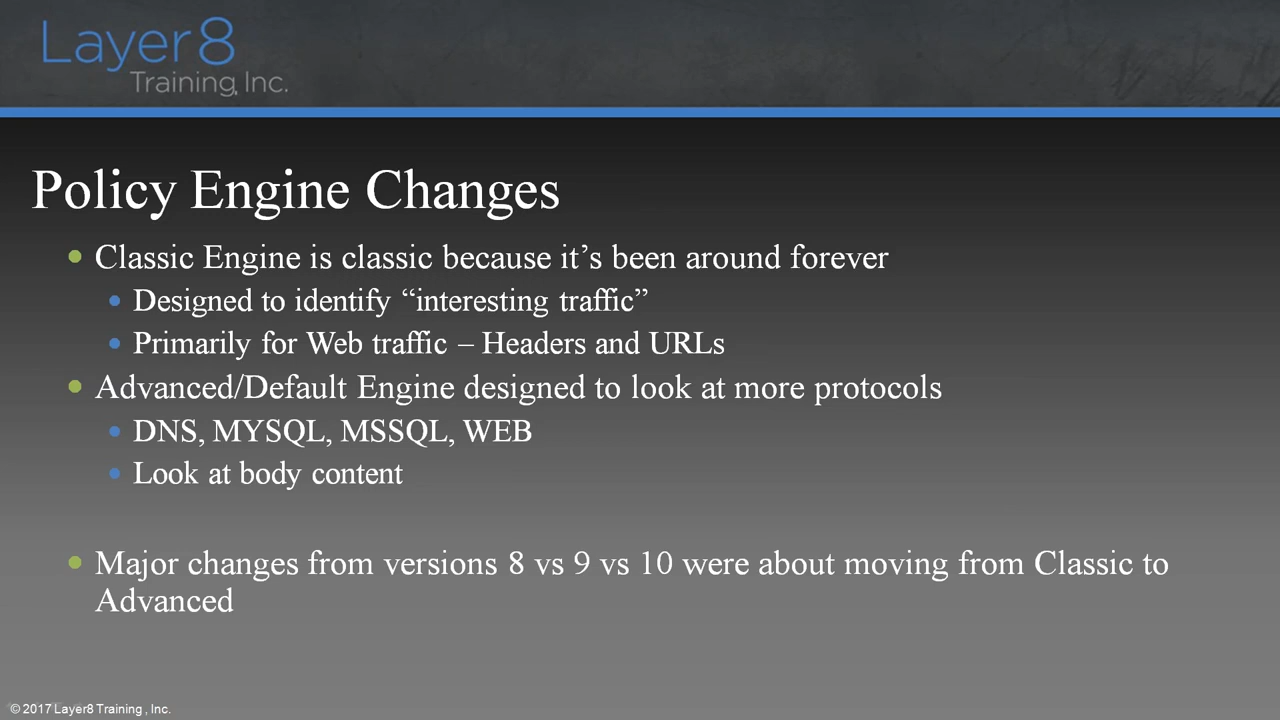 Layer8
Training, Inc.
Policy Engine Changes
Classic Engine is classic because it’s been around forever
Designed to identify “interesting traffic”
Primarily for Web traffic – Headers and URLs
Advanced/Default Engine designed to look at more protocols
DNS, MYSQL, MSSQL, WEB
Look at body content
Major changes from versions 8 vs 9 vs 10 were about moving from Classic to
Advanced
© 2017 Layer8 Training , Inc.